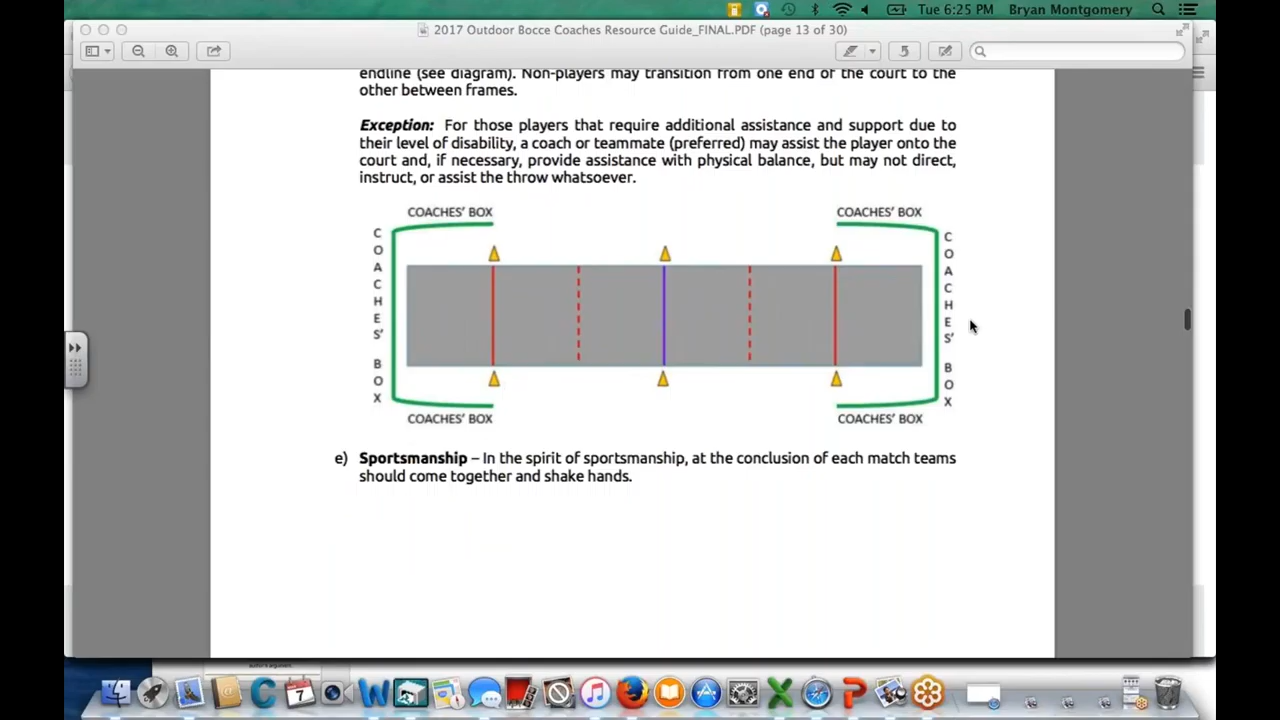 Tue 6:25 PM Bryan Montgomery
2017 Outdoor Bocce Coaches Resource Guide_FINAL.PDF (page 13 of 30)
endline (see diagram). Non-players may transition from one end of the court to the
other between frames.
Exception: For those players that require additional assistance and support due to
their level of disability, a coach or teammate (preferred) may assist the player onto the
court and, if necessary, provide assistance with physical balance, but may not direct,
instruct, or assist the throw whatsoever.
COACHES' BOX
COACHES' BOX
COACHES' BOX
COACHES' BOX
COACHES' BOX
COACHES' BOX
e) Sportsmanship – In the spirit of sportsmanship, at the conclusion of each match teams
should come together and shake hands.
7